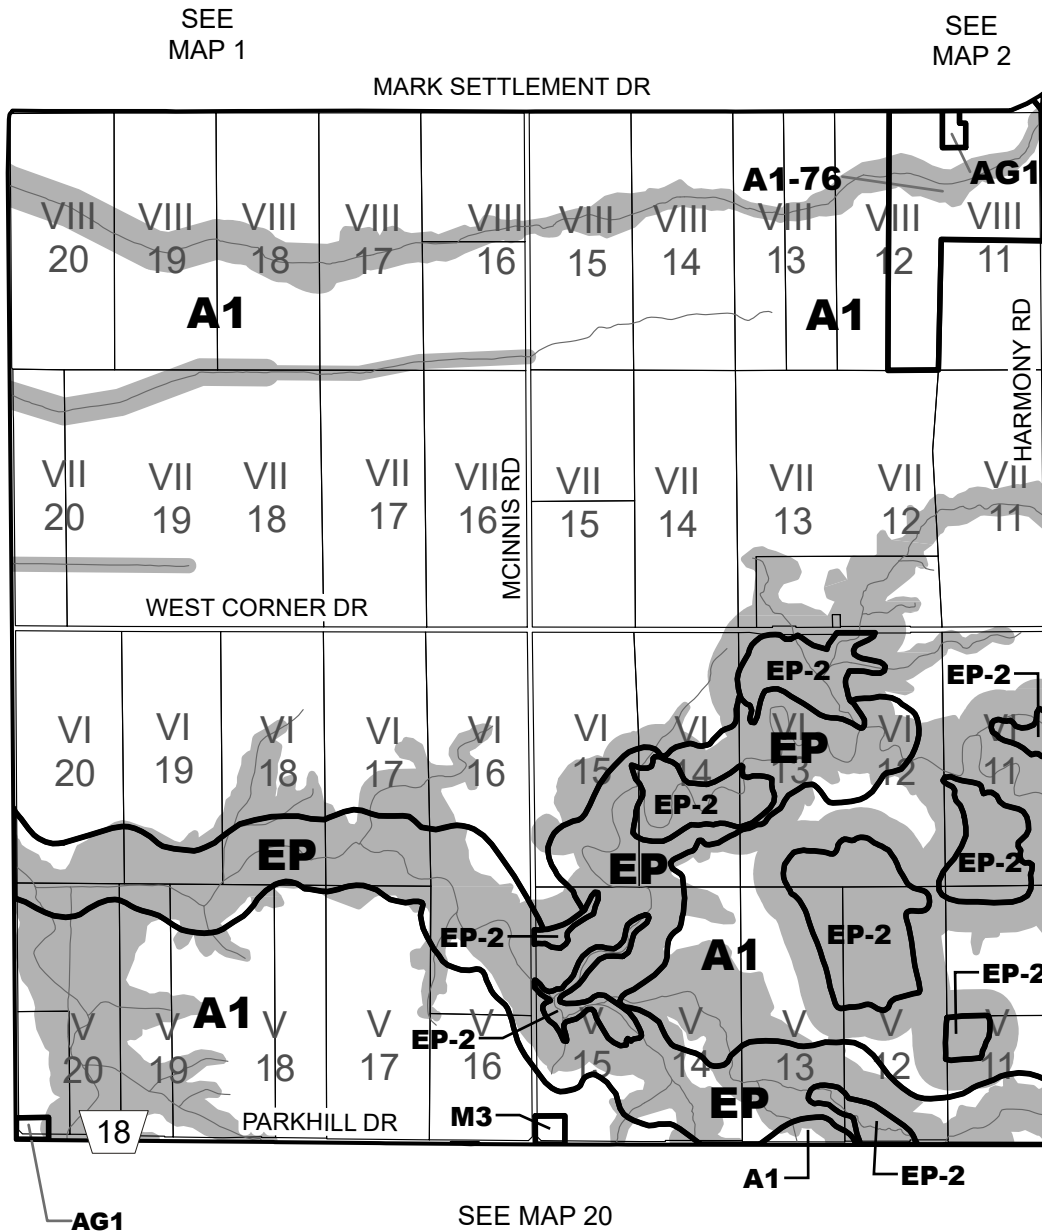 SEE
MAP 1
SEE
MAP 2
MARK SETTLEMENT DR
A1-76
AG1
VIII
20
VIII
19
VIII
18
VIII
17
VIII
16
VIII
15
VIII
14
VIII
13
VIII
12
VIII
11
A1
A1
HARMONY RD
MCINNIS RD
VII
20
VII
19
VII
18
VII
17
VII
16
VII
15
VII
14
VII
13
VII
12
VII
11
WEST CORNER DR
EP-2
EP-2
VI
20
VI
19
VI
18
VI
17
VI
16
VI
15
VI
14
VI
13
VI
12
VI
11
EP
EP-2
EP
EP
EP-2
EP-2
EP-2
A1
EP-2
A1
EP-2
V
20
V
19
V
18
V
17
V
16
EP-2
V
15
V
14
V
13
V
12
V
11
EP
M3
PARKHILL DR
18
A1
EP-2
AG1
SEE MAP 20